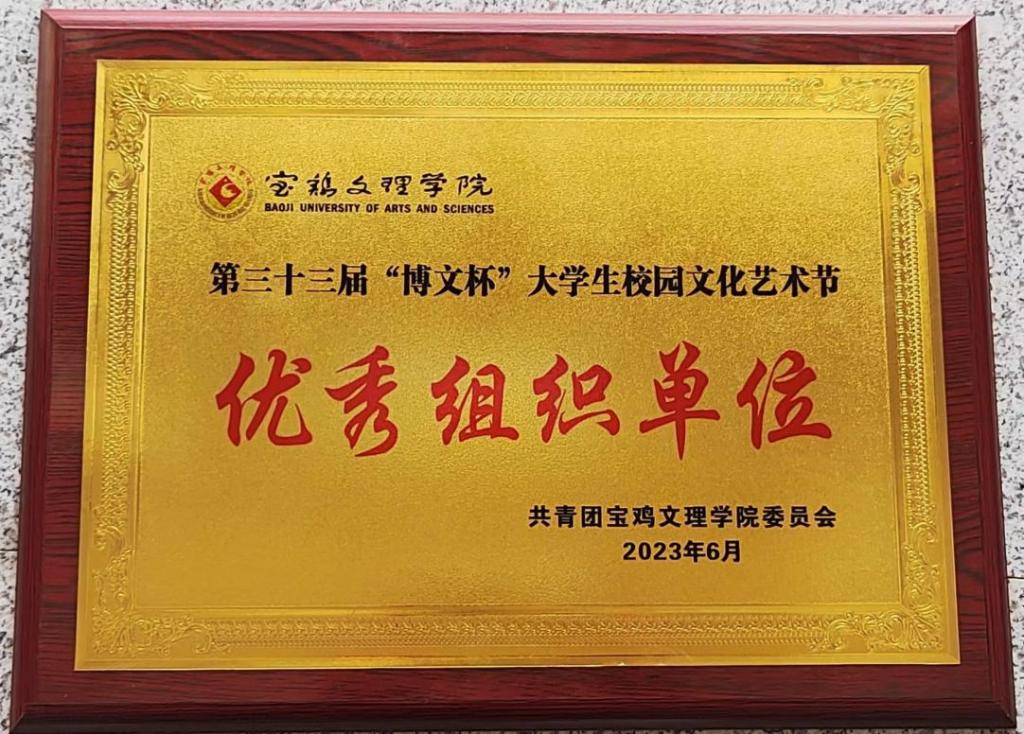 宝鸡文理学院
BAOJI UNIVERSITY OF ARTS AND SCIENCES
第三十三届“博文杯”大学生校园文化艺术节
优秀组织单位
共青团宝鸡文理学院委员会
2023年6月